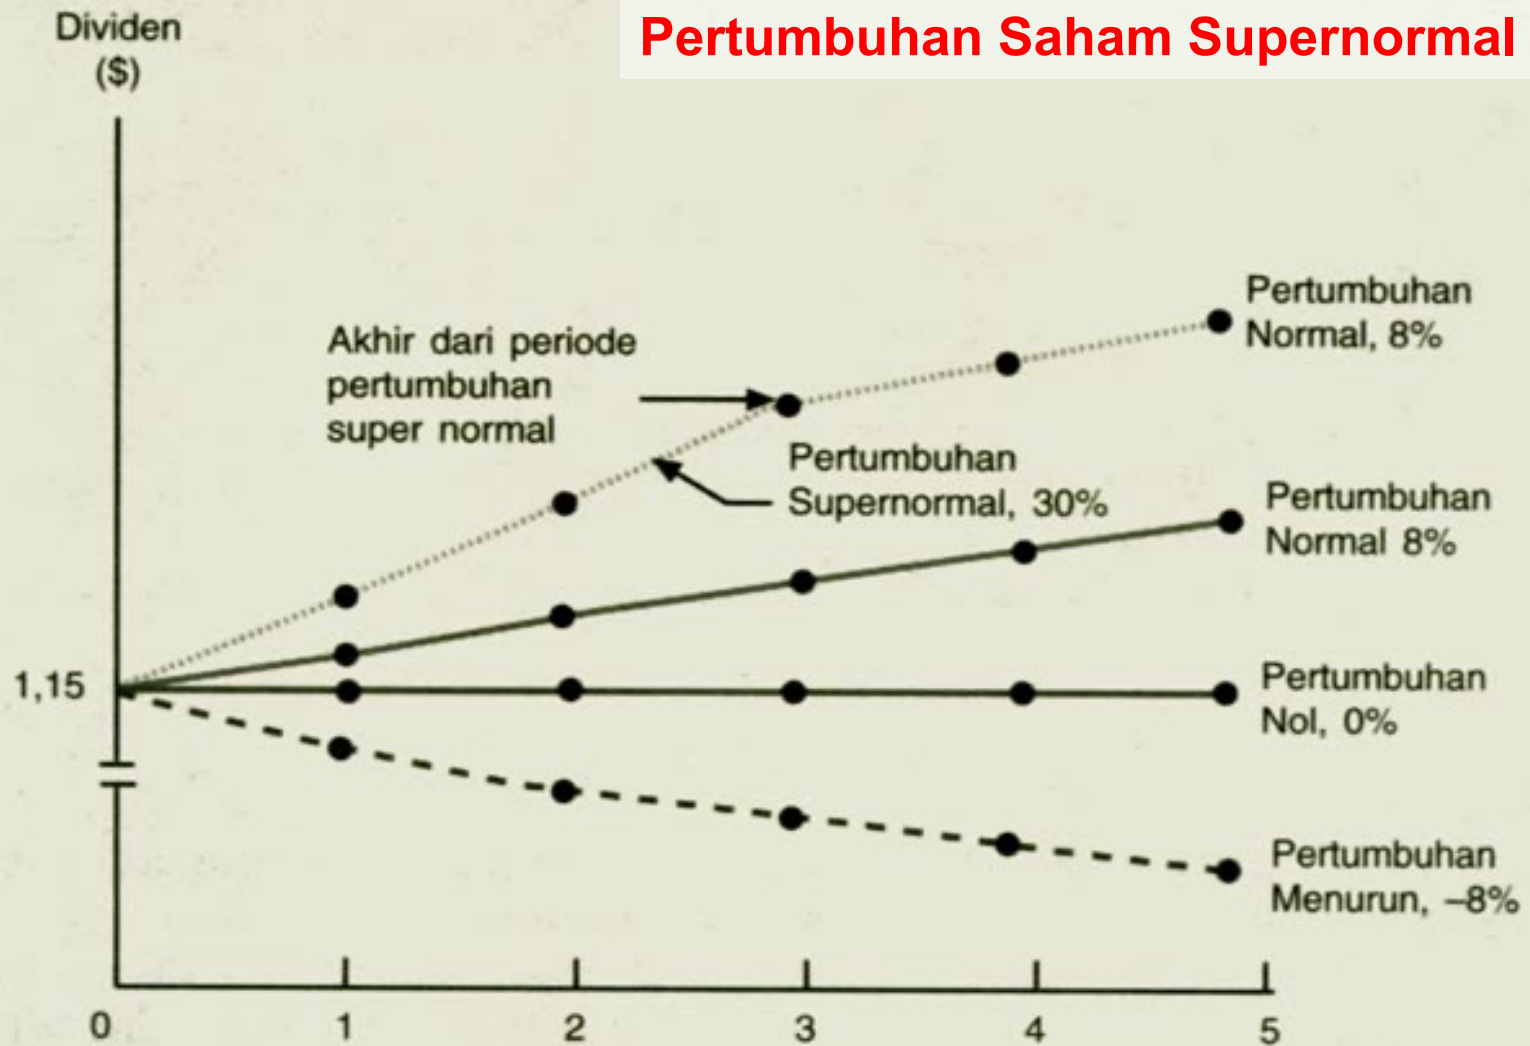 Pertumbuhan Saham Supernormal
Dividen
($)
Akhir dari periode
pertumbuhan
super normal
Pertumbuhan
Normal, 8%
Pertumbuhan
Supernormal, 30%
Pertumbuhan
Normal 8%
1,15
Pertumbuhan
Nol, 0%
Pertumbuhan
Menurun, –8%
0 1 2 3 4 5